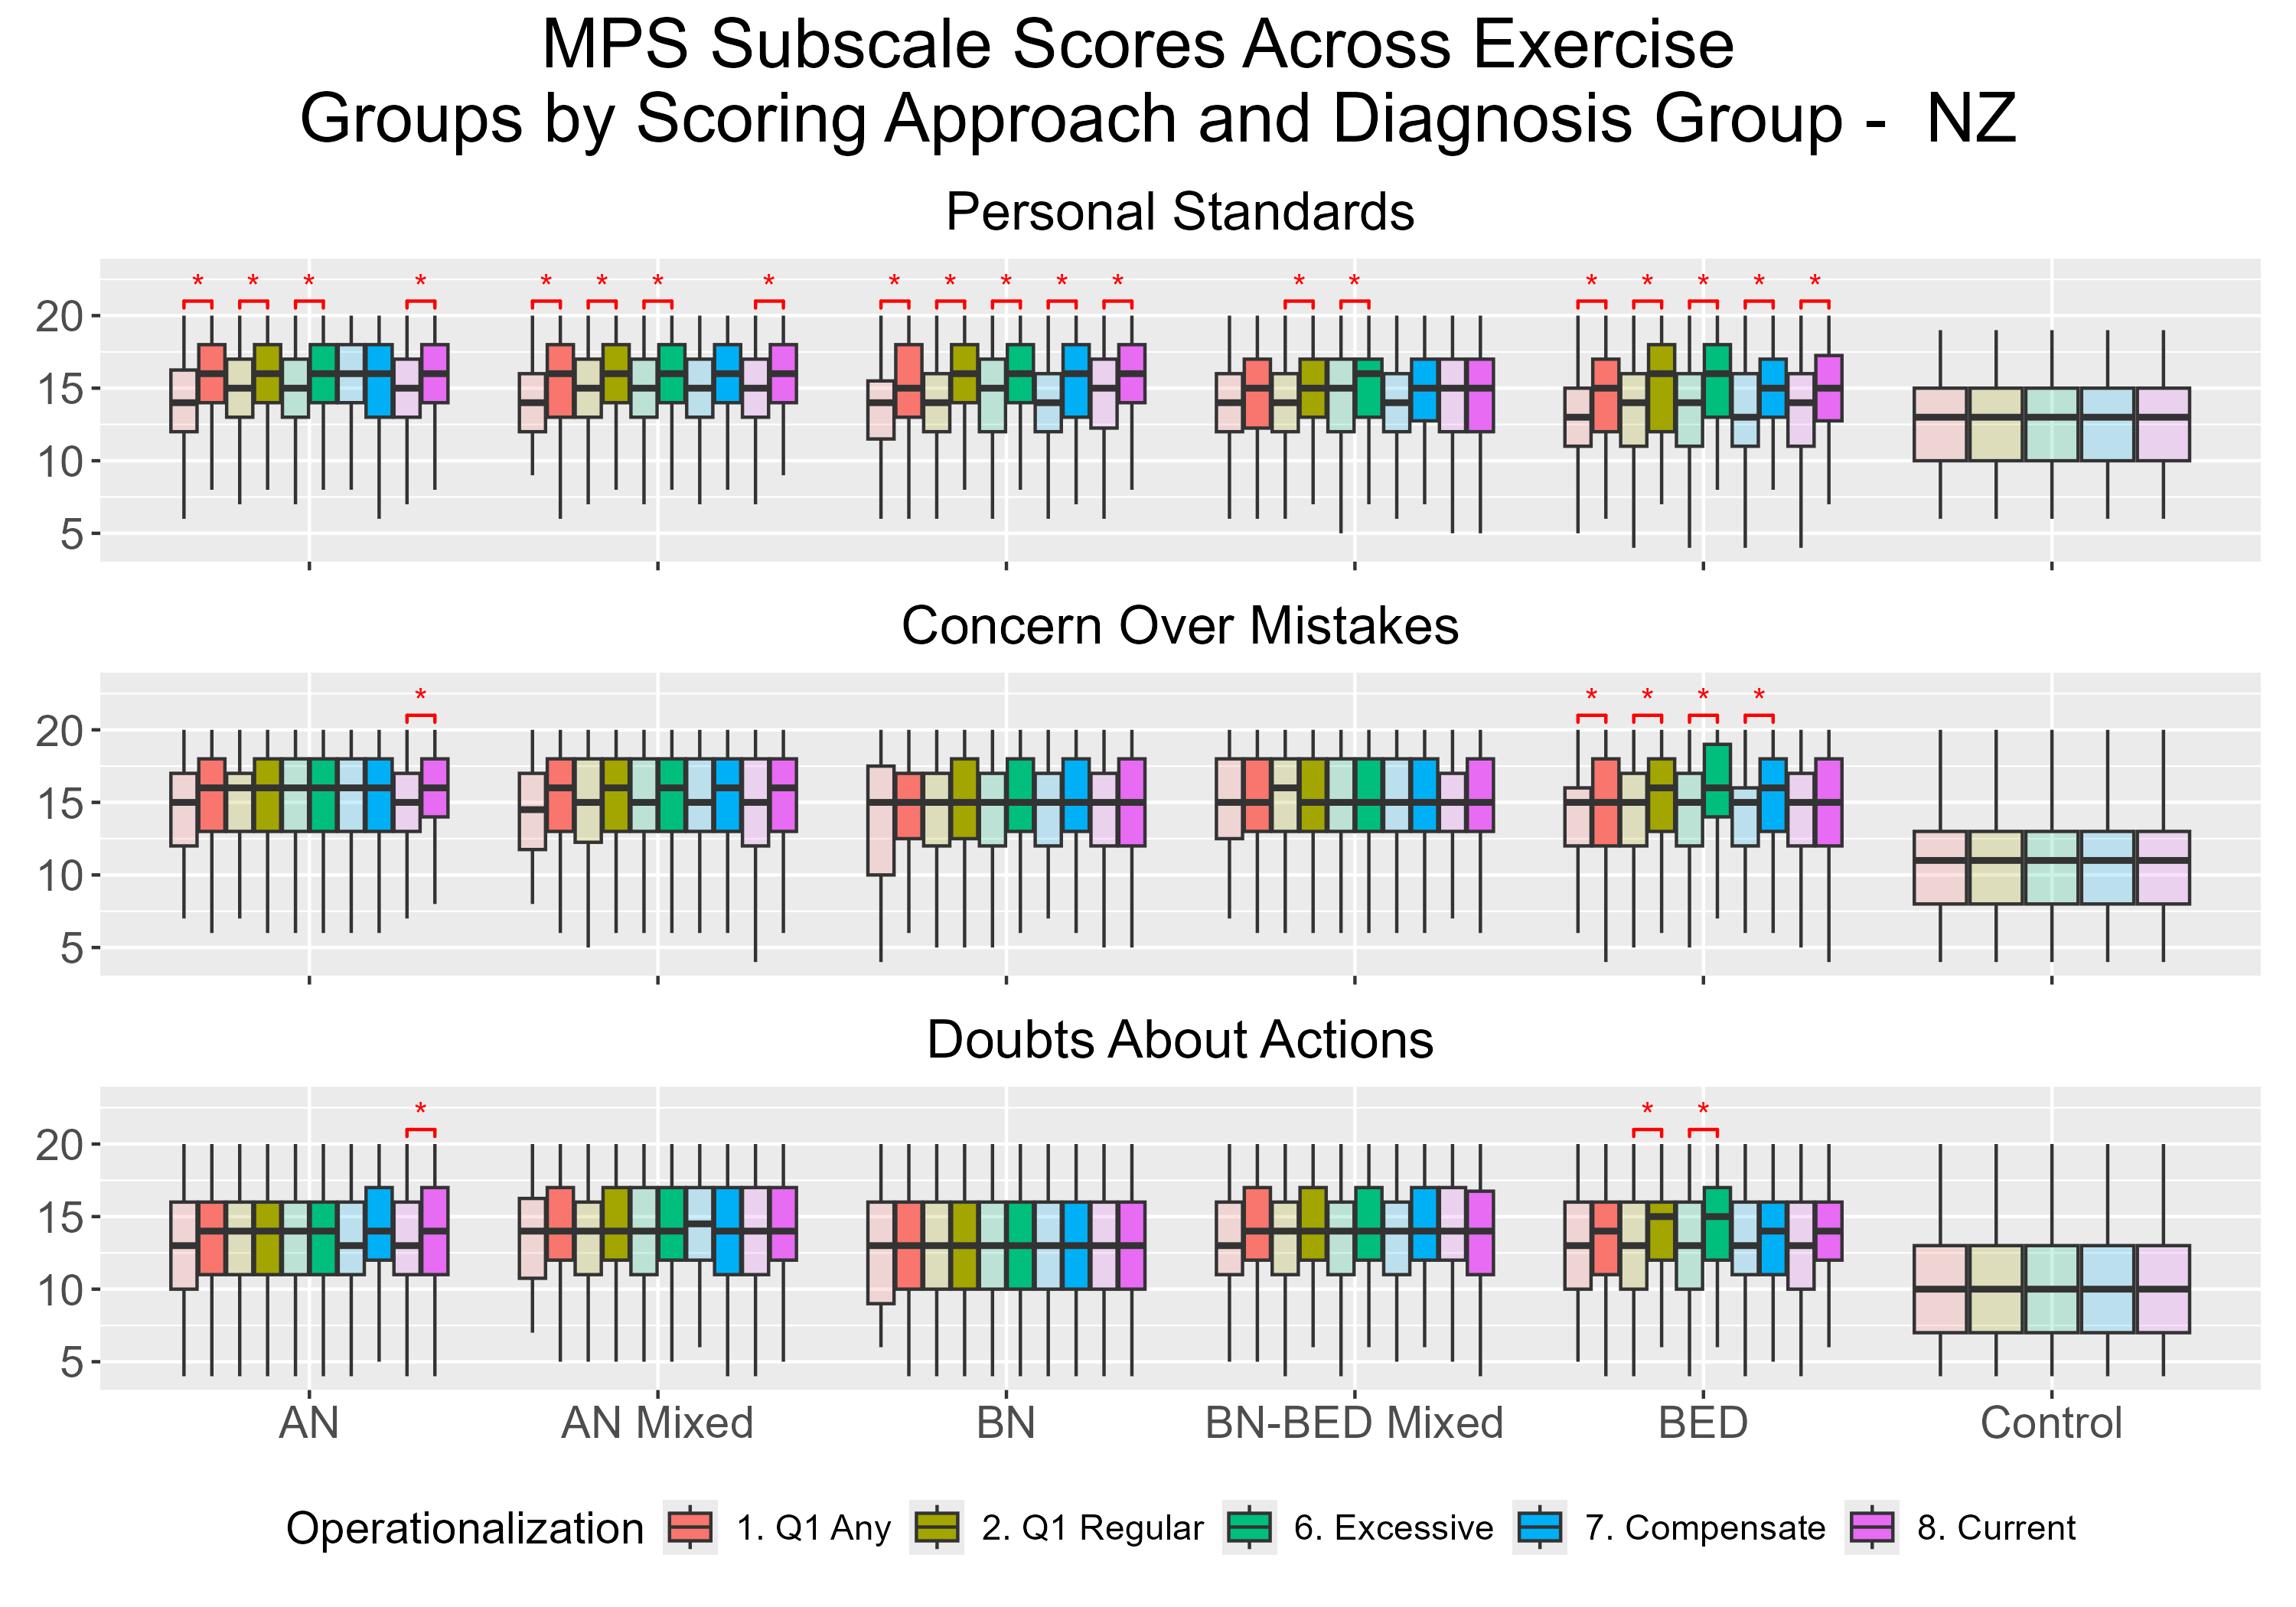 MPS Subscale Scores Across Exercise
Groups by Scoring Approach and Diagnosis Group - NZ
Personal Standards
* * * * * * * * * * * * * * * * * * * *
20
15
10
5
Concern Over Mistakes
* * * * *
20
15
10
5
Doubts About Actions
* * *
20
15
10
5
AN AN Mixed BN BN-BED Mixed BED Control
Operationalization 1. Q1 Any 2. Q1 Regular 6. Excessive 7. Compensate 8. Current